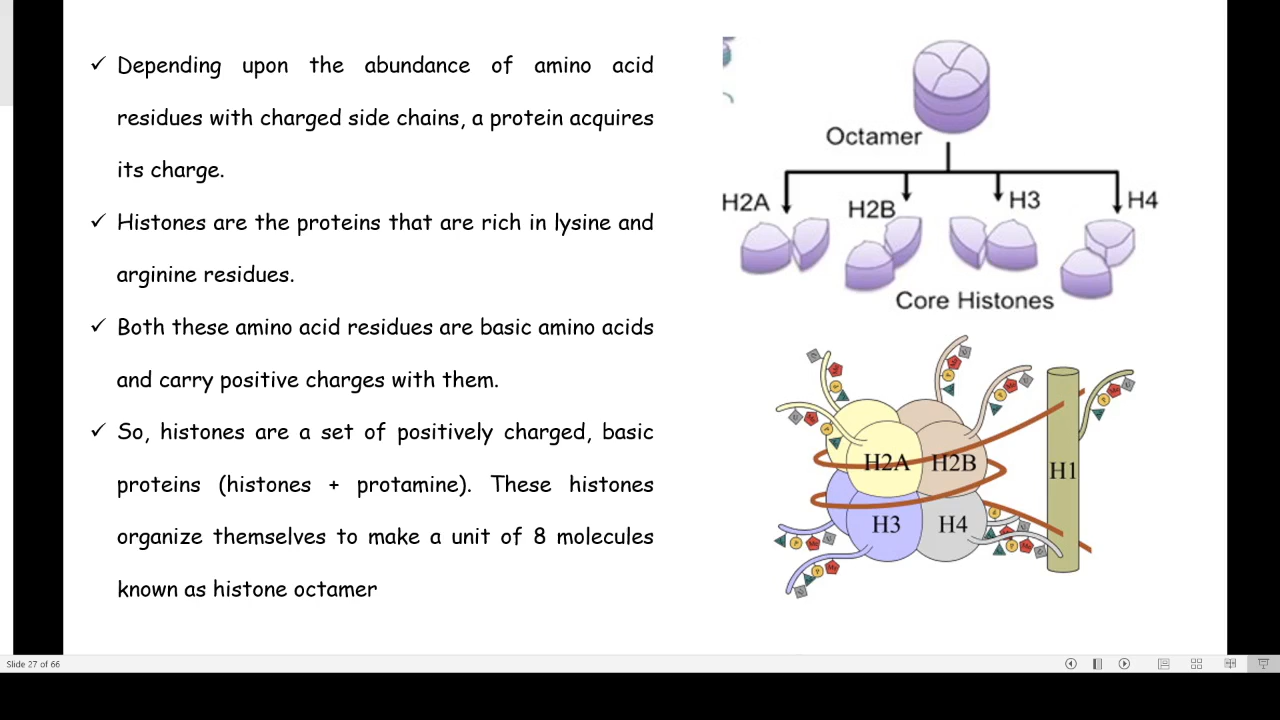 ✓ Depending upon the abundance of amino acid
residues with charged side chains, a protein acquires
its charge.
✓ Histones are the proteins that are rich in lysine and
arginine residues.
✓ Both these amino acid residues are basic amino acids
and carry positive charges with them.
✓ So, histones are a set of positively charged, basic
proteins (histones + protamine). These histones
organize themselves to make a unit of 8 molecules
known as histone octamer
Octamer
H2A
H2B
H3
H4
Core Histones
H2A
H2B
H1
H3
H4
Slide 27 of 66